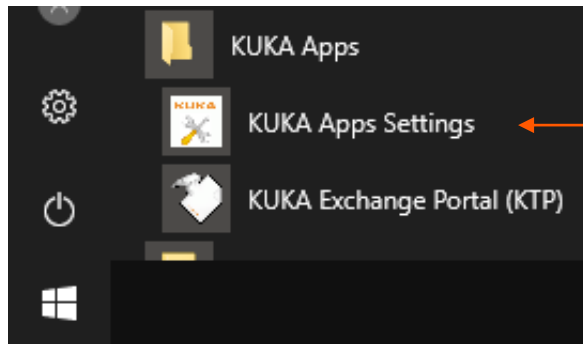 KUKA Apps
KUKA
KUKA Apps Settings
KUKA Exchange Portal (KTP)